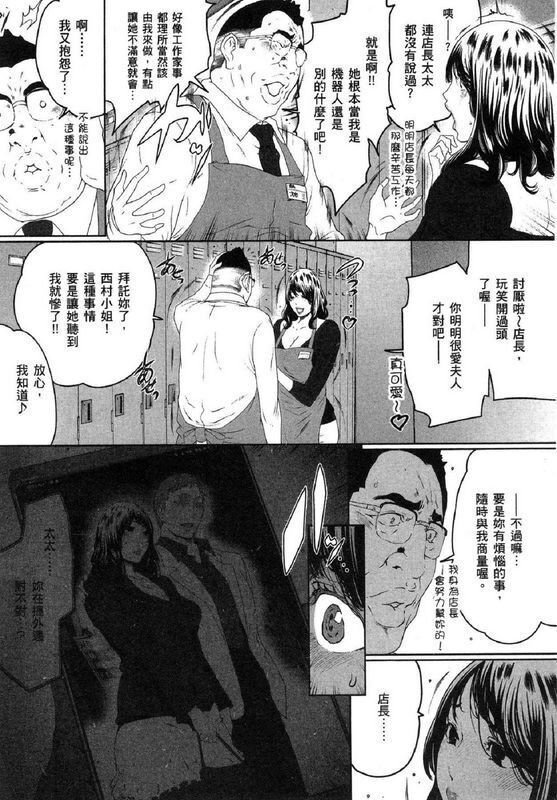 咦——？
連店長太太
都沒有說過？
明明店長每天都
那麼辛苦工作…
就是啊!!
她根本當我是
機器人還是
別的什麼了吧！
好像工作家事
都理所當然該
由我來做，有點
讓她不滿意就會…
啊……
我又抱怨了…
不能說出
這種事呢…
討厭啦～店長，
玩笑開過頭
了喔——
你明明很愛夫人
才對吧——
真可愛～♡
拜託妳了，
西村小姐！
這種事情
要是讓她聽到
我就慘了!!
放心，
我知道♪
——不過嘛…
要是妳有煩惱的事，
隨時與我商量喔。
我身為店長
會努力幫妳的！
店長…
太太……
妳在搞外遇
對不對…？